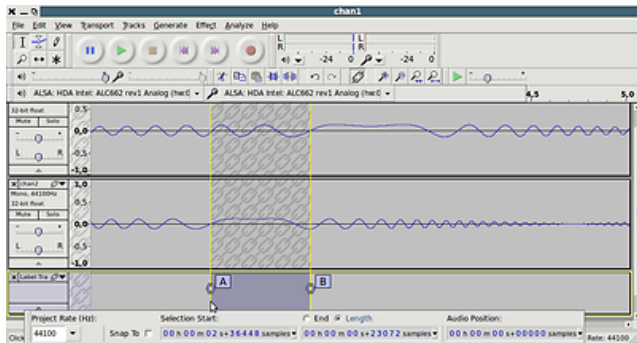 chan1
File Edit View Transport Tracks Generate Effect Analyze Help
L
R
-24 0
L
R
-24 0
ALSA: HDA Intel: ALC662 rev1 Analog (hw:0 ALSA: HDA Intel: ALC662 rev1 Analog (hw:0
4,5 5,0
32-bit float
Mute Solo
L R
0,5
0,0
-0,5
-1,0
chan2
Mono, 44100Hz
32-bit float
Mute Solo
L R
1,0
0,5
0,0
-0,5
-1,0
Label Tra
A B
Project Rate (Hz): Selection Start: End Length Audio Position:
44100 Snap To 00 h 00 m 02 s+36448 samples 00 h 00 m 00 s+23072 samples 00 h 00 m 00 s+00000 samples
Click Rate: 44100